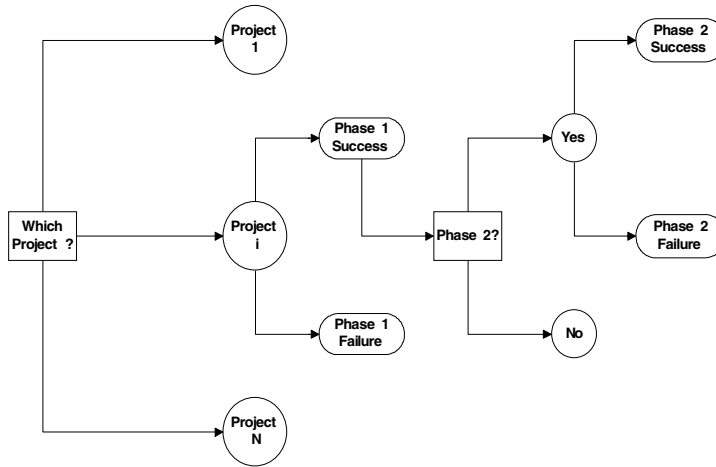 Project
1
Phase 2
Success
Phase 1
Success
Yes
Which
Project ?
Project
i
Phase 2?
Phase 2
Failure
Phase 1
Failure
No
Project
N